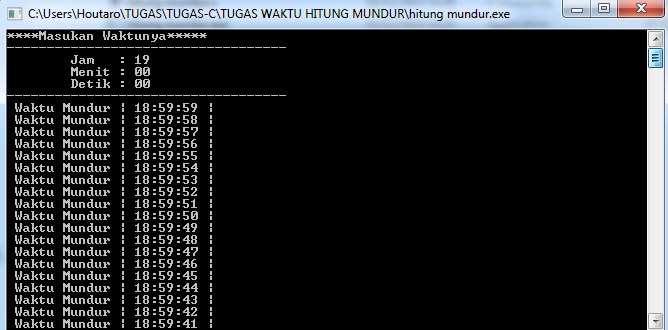 C:\Users\Houtaro\TUGAS\TUGAS-C\TUGAS WAKTU HITUNG MUNDUR\hitung mundur.exe
****Masukan Waktunya*****
-----------------------------------
Jam : 19
Menit : 00
Detik : 00
-----------------------------------
Waktu Mundur | 18:59:59 |
Waktu Mundur | 18:59:58 |
Waktu Mundur | 18:59:57 |
Waktu Mundur | 18:59:56 |
Waktu Mundur | 18:59:55 |
Waktu Mundur | 18:59:54 |
Waktu Mundur | 18:59:53 |
Waktu Mundur | 18:59:52 |
Waktu Mundur | 18:59:51 |
Waktu Mundur | 18:59:50 |
Waktu Mundur | 18:59:49 |
Waktu Mundur | 18:59:48 |
Waktu Mundur | 18:59:47 |
Waktu Mundur | 18:59:46 |
Waktu Mundur | 18:59:45 |
Waktu Mundur | 18:59:44 |
Waktu Mundur | 18:59:43 |
Waktu Mundur | 18:59:42 |
Waktu Mundur | 18:59:41 |